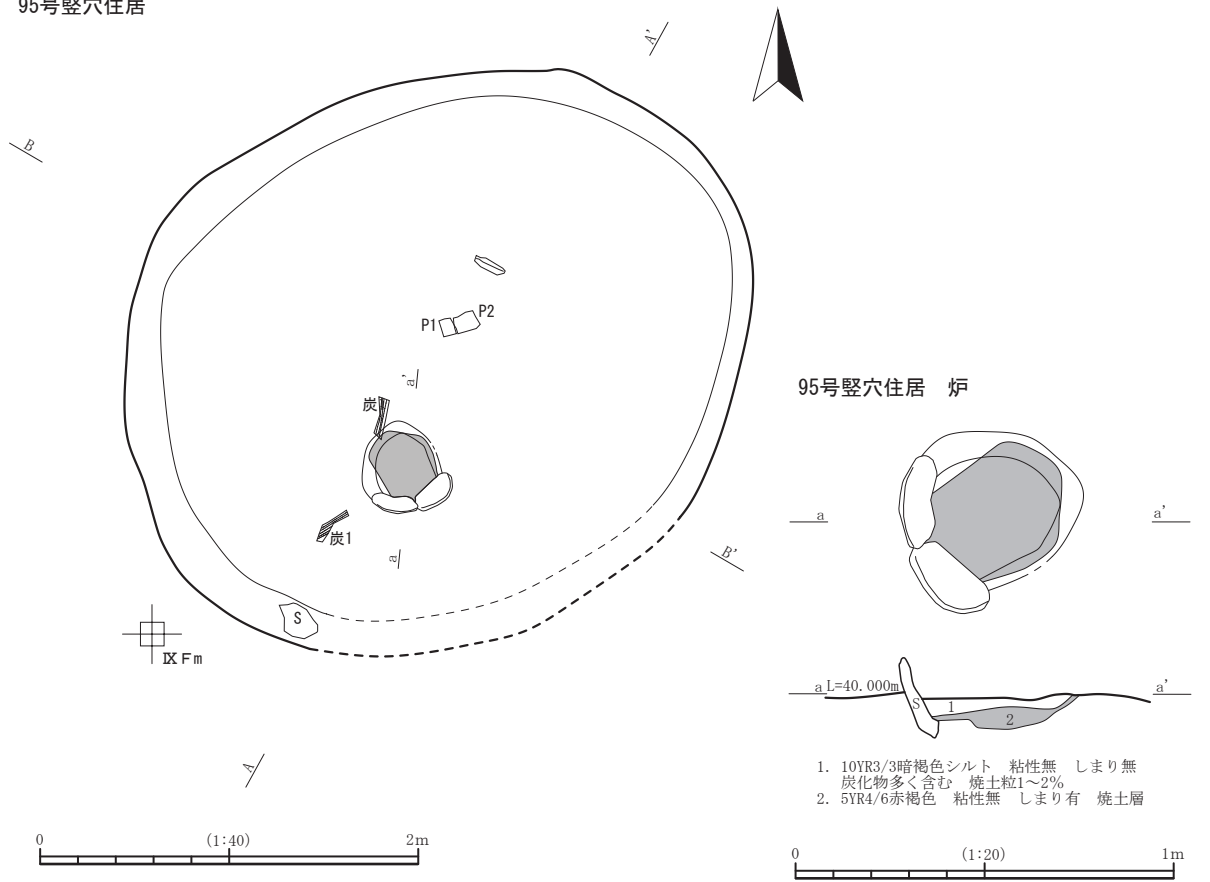 95号竪穴住居
A'
B
P1
P2
a'
炭
炭1
a
B'
S
ⅨFm
A
0 (1:40) 2m
95号竪穴住居 炉
a a'
a L=40.000m a'
S
1
2
1. 10YR3/3暗褐色シルト 粘性無 しまり無
炭化物多く含む 焼土粒1～2%
2. 5YR4/6赤褐色 粘性無 しまり有 焼土層
0 (1:20) 1m